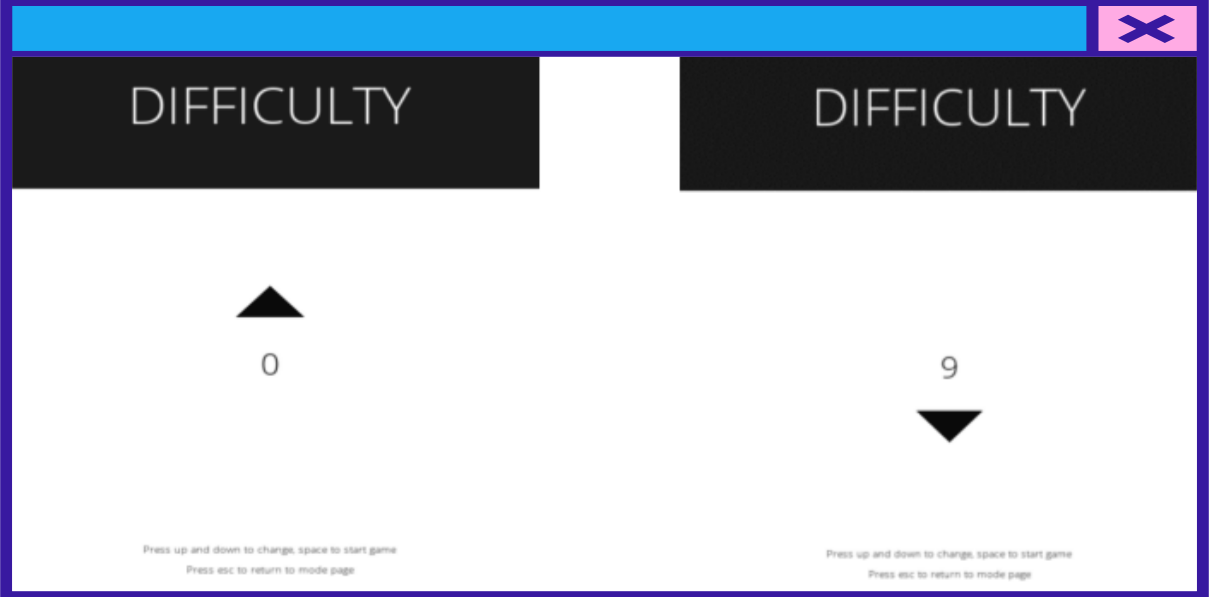 DIFFICULTY
0
Press up and down to change, space to start game
Press esc to return to mode page
DIFFICULTY
9
Press up and down to change, space to start game
Press esc to return to mode page